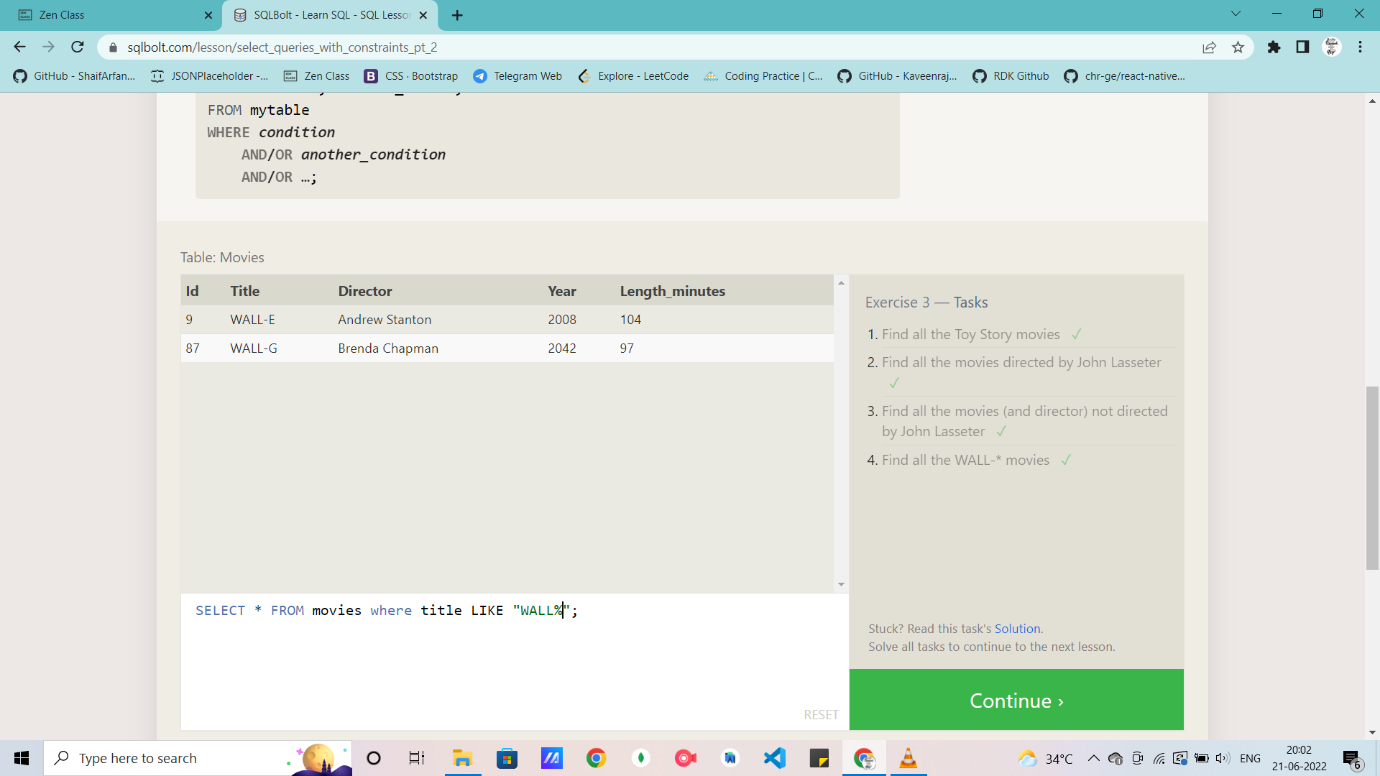 Zen Class
SQLBolt - Learn SQL - SQL Lesso
sqlbolt.com/lesson/select_queries_with_constraints_pt_2
GitHub - ShaifArfan... JSONPlaceholder -... Zen Class B CSS · Bootstrap Telegram Web Explore - LeetCode Coding Practice | C... GitHub - Kaveenraj... RDK Github chr-ge/react-native...
FROM mytable
WHERE condition
AND/OR another_condition
AND/OR …;
Table: Movies
Id Title Director Year Length_minutes
9 WALL-E Andrew Stanton 2008 104
87 WALL-G Brenda Chapman 2042 97
Exercise 3 — Tasks
1. Find all the Toy Story movies ✓
2. Find all the movies directed by John Lasseter
✓
3. Find all the movies (and director) not directed
by John Lasseter ✓
4. Find all the WALL-* movies ✓
SELECT * FROM movies where title LIKE "WALL%";
RESET
Stuck? Read this task's Solution.
Solve all tasks to continue to the next lesson.
Continue ›
Type here to search
34°C
ENG
20:02
21-06-2022
6